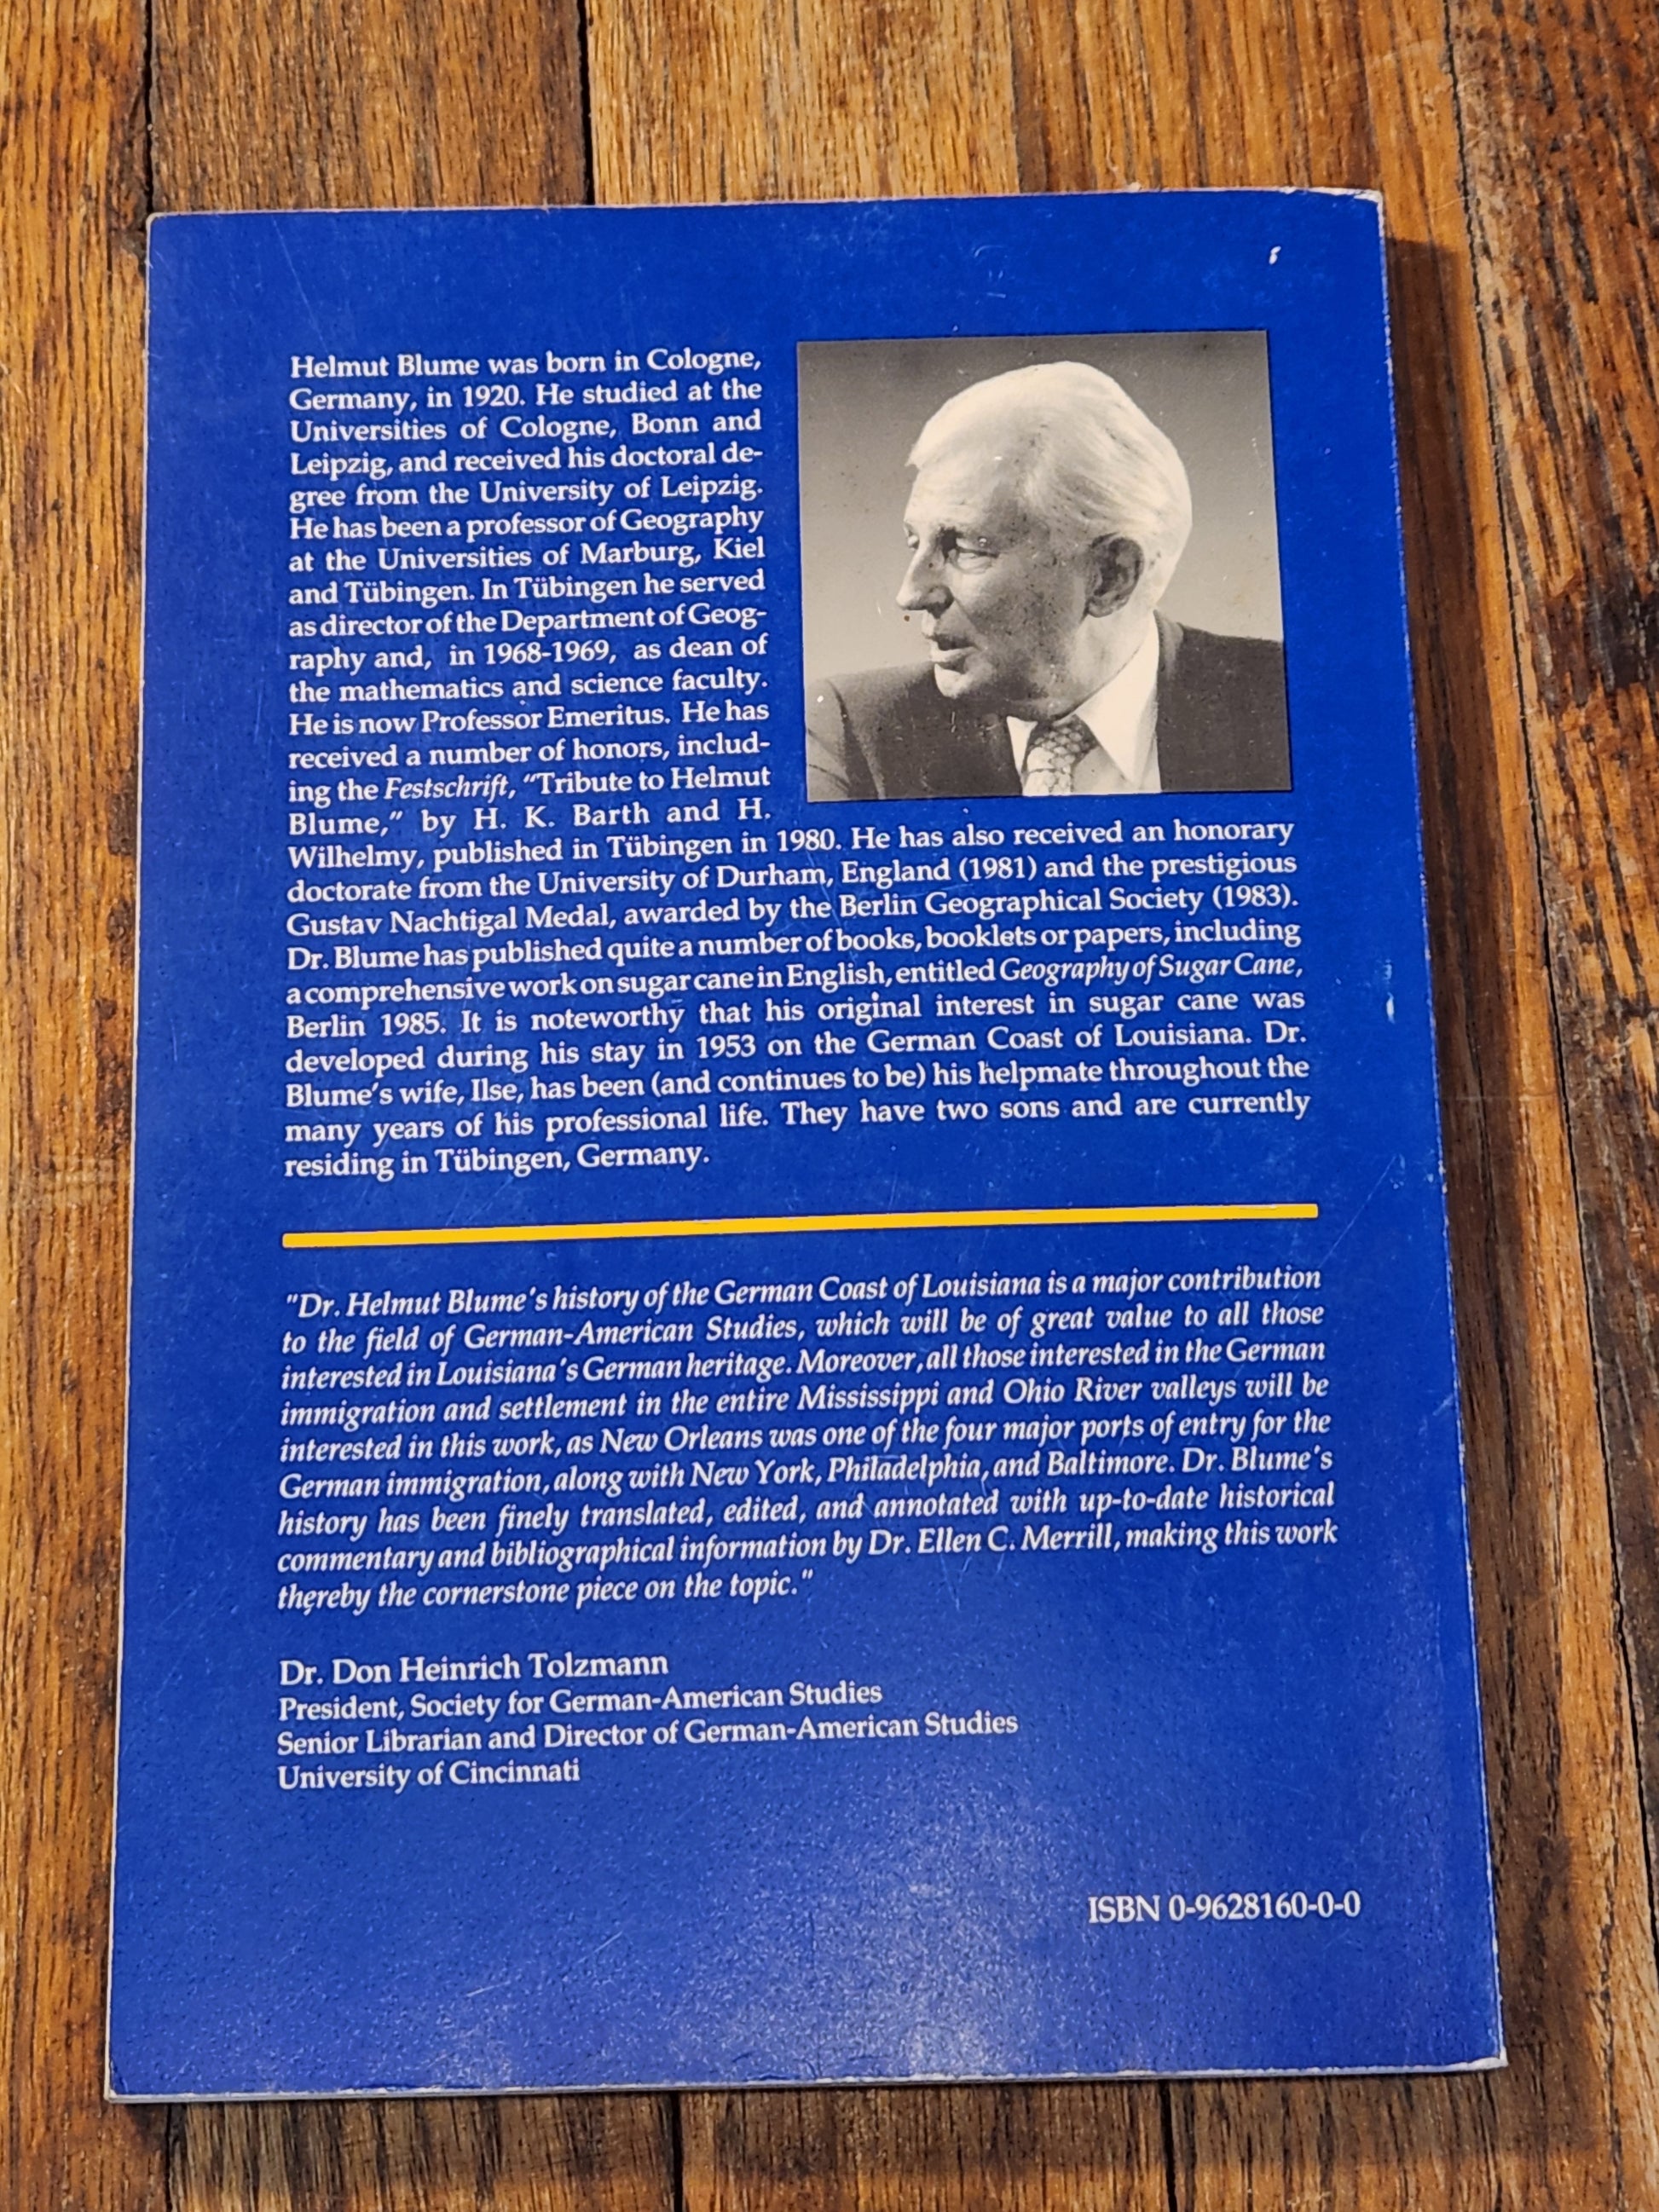 Helmut Blume was born in Cologne,
Germany, in 1920. He studied at the
Universities of Cologne, Bonn and
Leipzig, and received his doctoral de-
gree from the University of Leipzig.
He has been a professor of Geography
at the Universities of Marburg, Kiel
and Tübingen. In Tübingen he served
as director of the Department of Geog-
raphy and, in 1968-1969, as dean of
the mathematics and science faculty.
He is now Professor Emeritus. He has
received a number of honors, includ-
ing the Festschrift, "Tribute to Helmut
Blume," by H. K. Barth and H.
Wilhelmy, published in Tübingen in 1980. He has also received an honorary
doctorate from the University of Durham, England (1981) and the prestigious
Gustav Nachtigal Medal, awarded by the Berlin Geographical Society (1983).
Dr. Blume has published quite a number of books, booklets or papers, including
a comprehensive work on sugar cane in English, entitled Geography of Sugar Cane,
Berlin 1985. It is noteworthy that his original interest in sugar cane was
developed during his stay in 1953 on the German Coast of Louisiana. Dr.
Blume's wife, Ilse, has been (and continues to be) his helpmate throughout the
many years of his professional life. They have two sons and are currently
residing in Tübingen, Germany.
"Dr. Helmut Blume's history of the German Coast of Louisiana is a major contribution
to the field of German-American Studies, which will be of great value to all those
interested in Louisiana's German heritage. Moreover, all those interested in the German
immigration and settlement in the entire Mississippi and Ohio River valleys will be
interested in this work, as New Orleans was one of the four major ports of entry for the
German immigration, along with New York, Philadelphia, and Baltimore. Dr. Blume's
history has been finely translated, edited, and annotated with up-to-date historical
commentary and bibliographical information by Dr. Ellen C. Merrill, making this work
thereby the cornerstone piece on the topic."
Dr. Don Heinrich Tolzmann
President, Society for German-American Studies
Senior Librarian and Director of German-American Studies
University of Cincinnati
ISBN 0-9628160-0-0